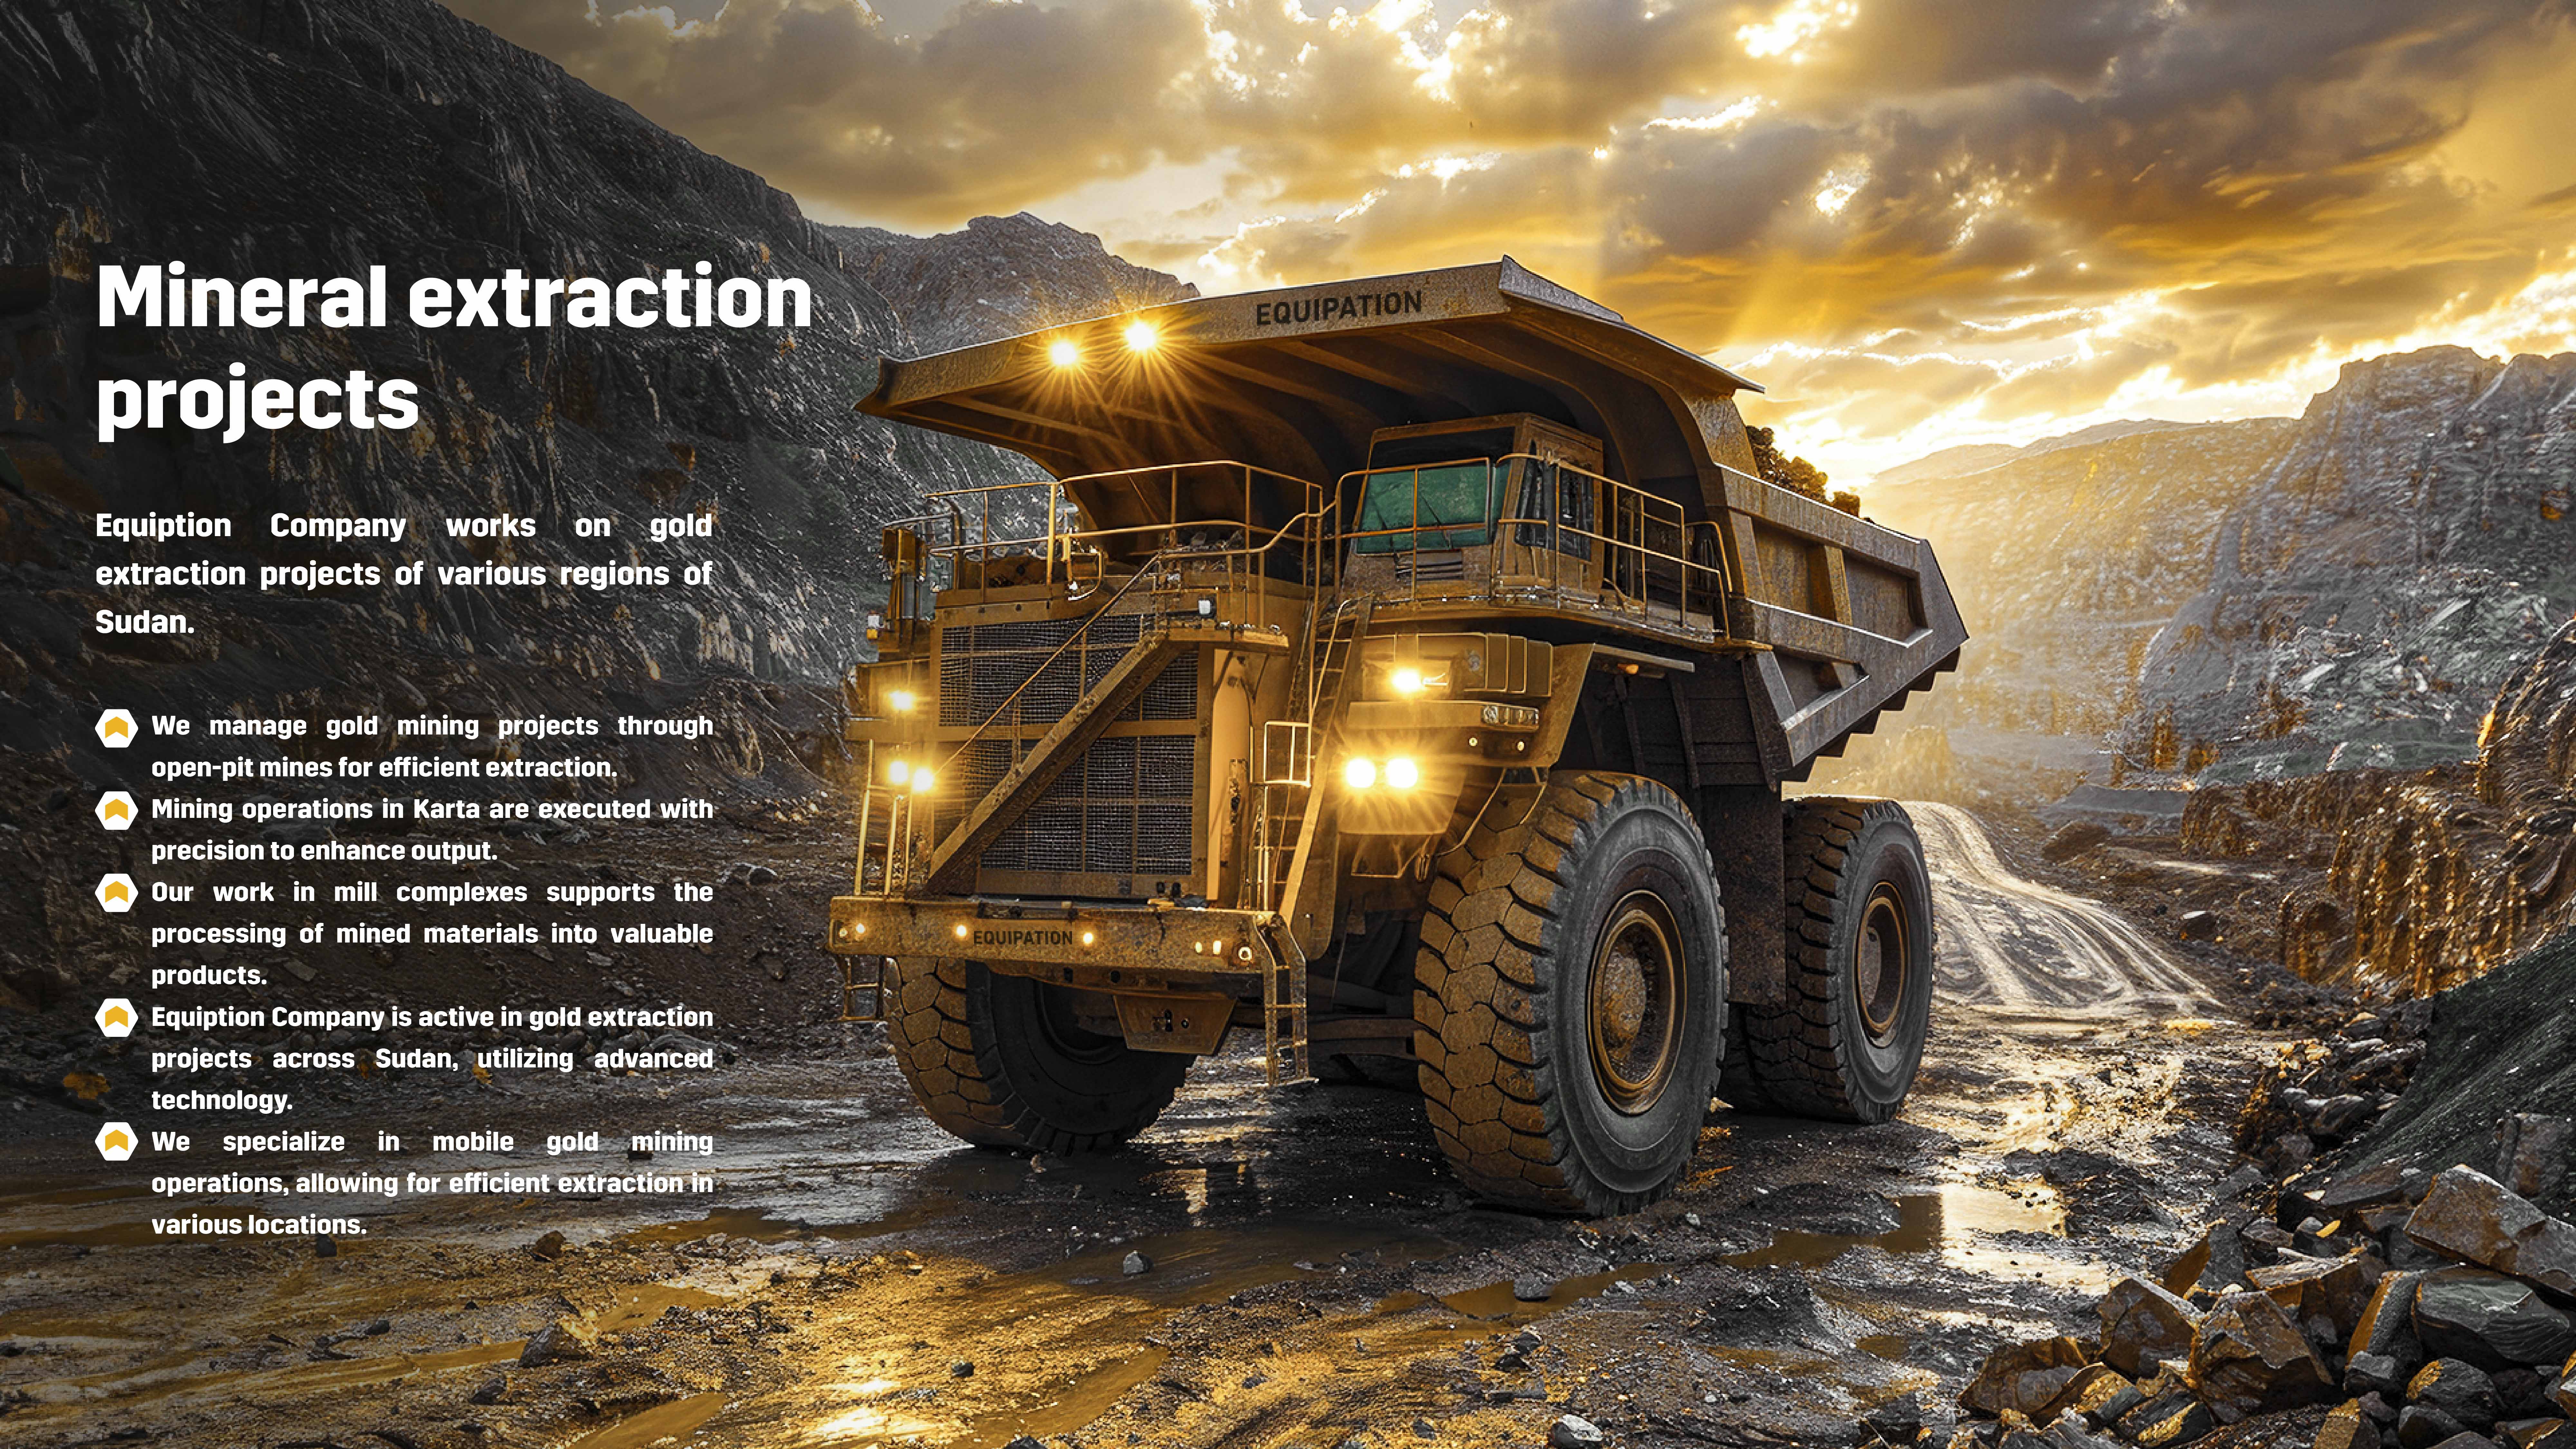 Mineral extraction
projects
Equiption Company works on gold
extraction projects of various regions of
Sudan.
We manage gold mining projects through
open-pit mines for efficient extraction.
Mining operations in Karta are executed with
precision to enhance output.
Our work in mill complexes supports the
processing of mined materials into valuable
products.
Equiption Company is active in gold extraction
projects across Sudan, utilizing advanced
technology.
We specialize in mobile gold mining
operations, allowing for efficient extraction in
various locations.
EQUIPATION
EQUIPATION